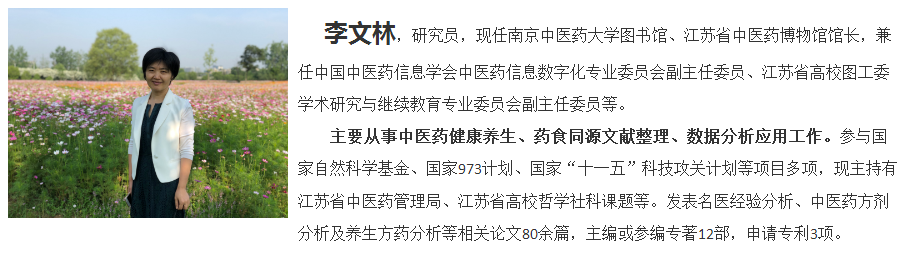 李文林，研究员，现任南京中医药大学图书馆、江苏省中医药博物馆馆长，兼
任中国中医药信息学会中医药信息数字化专业委员会副主任委员、江苏省高校图工委
学术研究与继续教育专业委员会副主任委员等。
主要从事中医药健康养生、药食同源文献整理、数据分析应用工作。参与国
家自然科学基金、国家973计划、国家“十一五”科技攻关计划等项目多项，现主持有
江苏省中医药管理局、江苏省高校哲学社科课题等。发表名医经验分析、中医药方剂
分析及养生方药分析等相关论文80余篇，主编或参编专著12部，申请专利3项。